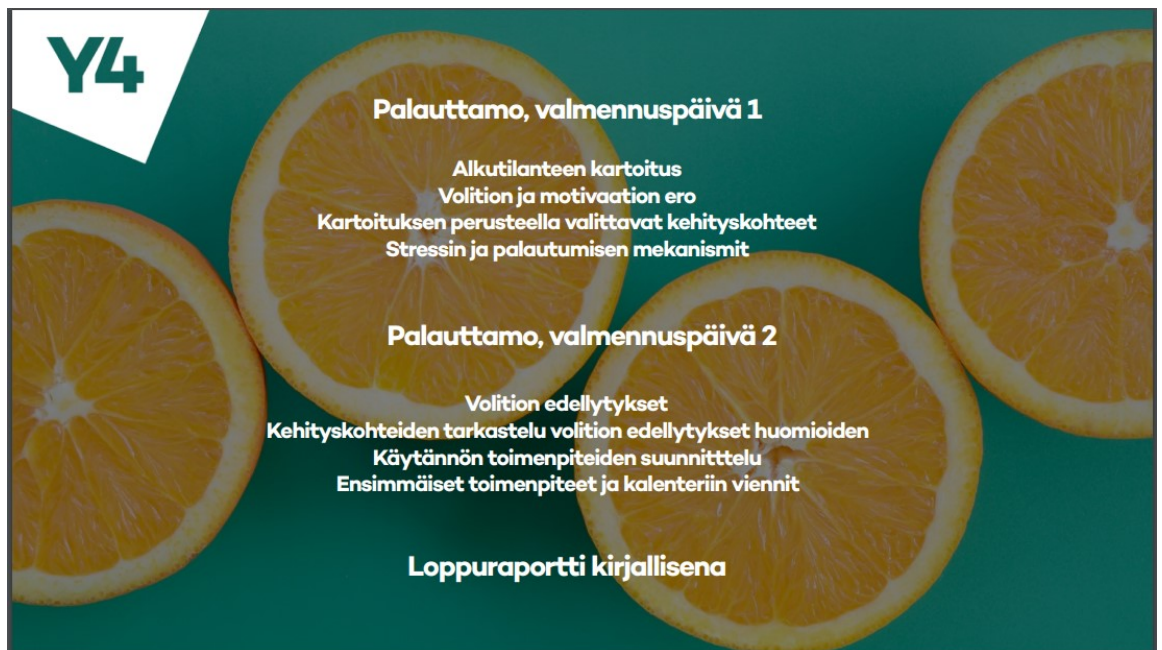 Y4
Palauttamo, valmennuspäivä 1
Alkutilanteen kartoitus
Volition ja motivaation ero
Kartoituksen perusteella valittavat kehityskohteet
Stressin ja palautumisen mekanismit
Palauttamo, valmennuspäivä 2
Volition edellytykset
Kehityskohteiden tarkastelu volition edellytykset huomioiden
Käytännön toimenpiteiden suunnitttelu
Ensimmäiset toimenpiteet ja kalenteriin viennit
Loppuraportti kirjallisena